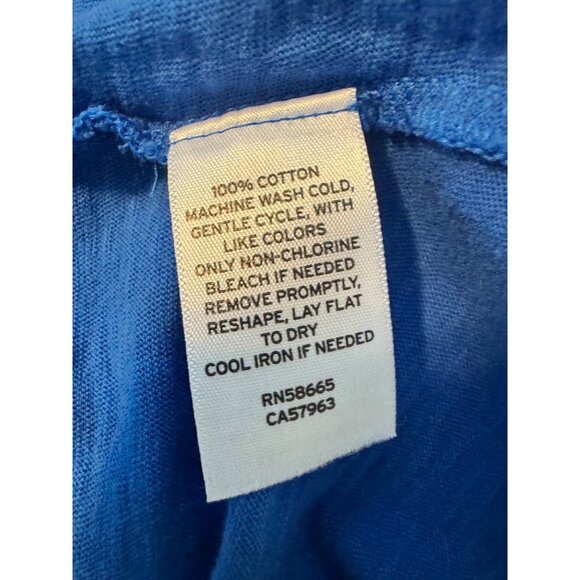 100% COTTON
MACHINE WASH COLD,
GENTLE CYCLE, WITH
LIKE COLORS
ONLY NON-CHLORINE
BLEACH IF NEEDED
REMOVE PROMPTLY,
RESHAPE, LAY FLAT
TO DRY
COOL IRON IF NEEDED
RN58665
CA57963